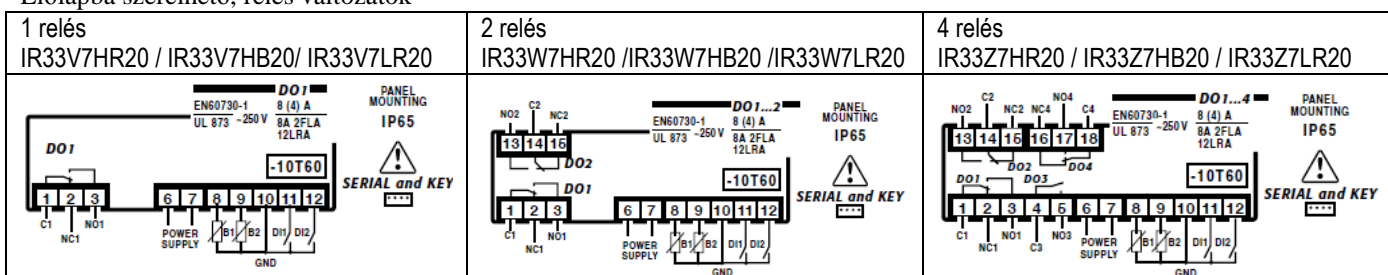 Előlapba szerelhető, relés változatok
1 relés
IR33V7HR20 / IR33V7HB20/ IR33V7LR20
2 relés
IR33W7HR20 /IR33W7HB20 /IR33W7LR20
4 relés
IR33Z7HR20 / IR33Z7HB20 / IR33Z7LR20
DO1
EN60730-1 8 (4) A
UL 873 ~250 V 8A 2FLA
12LRA
PANEL
MOUNTING
IP65
DO1
-10T60
SERIAL and KEY
1 2 3 6 7 8 9 10 11 12
C1 NC1 NO1
POWER
SUPPLY
B1 B2 DI1 DI2
GND
NO2 C2 NC2
13 14 15
DO2
DO1...2
EN60730-1 8 (4) A
UL 873 ~250 V 8A 2FLA
12LRA
PANEL
MOUNTING
IP65
DO1
-10T60
SERIAL and KEY
1 2 3 6 7 8 9 10 11 12
C1 NC1 NO1
POWER
SUPPLY
B1 B2 DI1 DI2
GND
NO2 C2 NC2 NC4 NO4 C4
13 14 15 16 17 18
DO2 DO4
DO1...4
EN60730-1 8 (4) A
UL 873 ~250 V 8A 2FLA
12LRA
PANEL
MOUNTING
IP65
DO1 DO3
-10T60
SERIAL and KEY
1 2 3 4 5 6 7 8 9 10 11 12
C1 NC1 NO1 C3 NO3
POWER
SUPPLY
B1 B2 DI1 DI2
GND